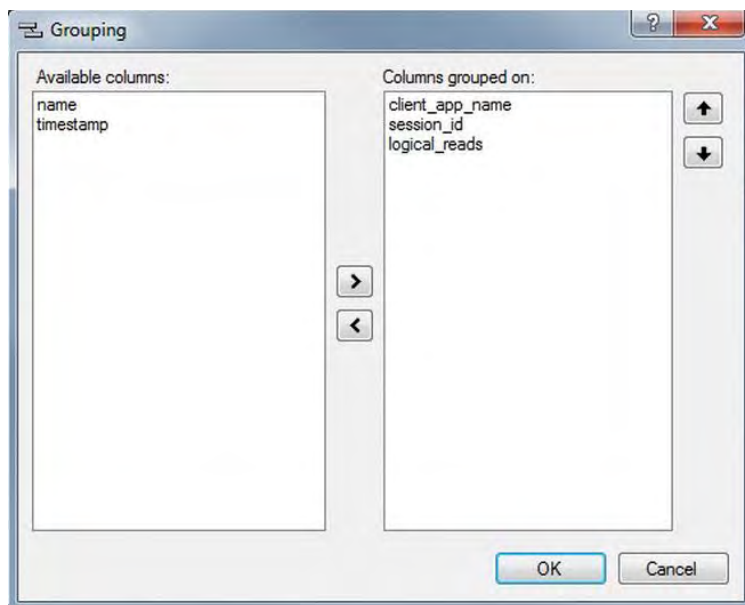 Grouping
Available columns:
name
timestamp
Columns grouped on:
client_app_name
session_id
logical_reads
OK
Cancel